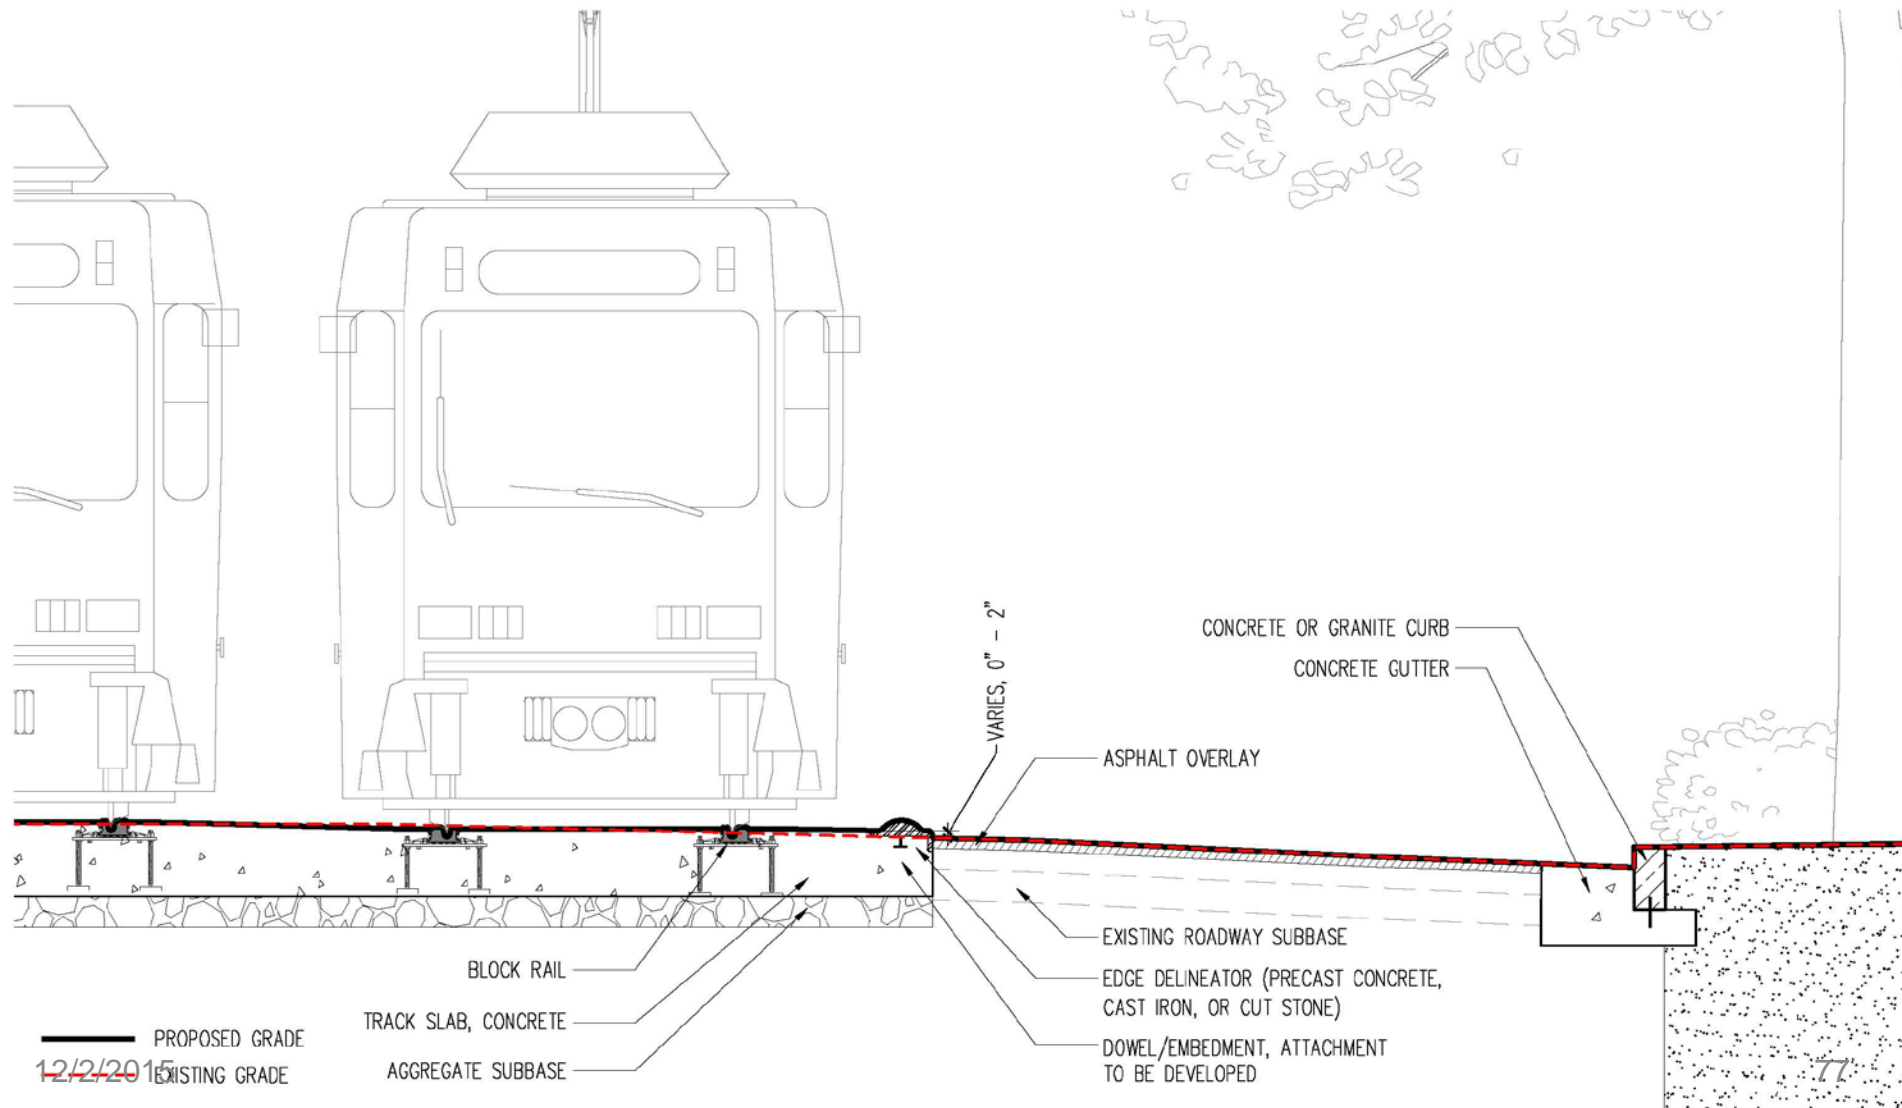 VARIES, 0" - 2"
CONCRETE OR GRANITE CURB
CONCRETE GUTTER
ASPHALT OVERLAY
EXISTING ROADWAY SUBBASE
BLOCK RAIL
EDGE DELINEATOR (PRECAST CONCRETE,
CAST IRON, OR CUT STONE)
TRACK SLAB, CONCRETE
PROPOSED GRADE
DOWEL/EMBEDMENT, ATTACHMENT
TO BE DEVELOPED
AGGREGATE SUBBASE
12/2/2015
EXISTING GRADE
77